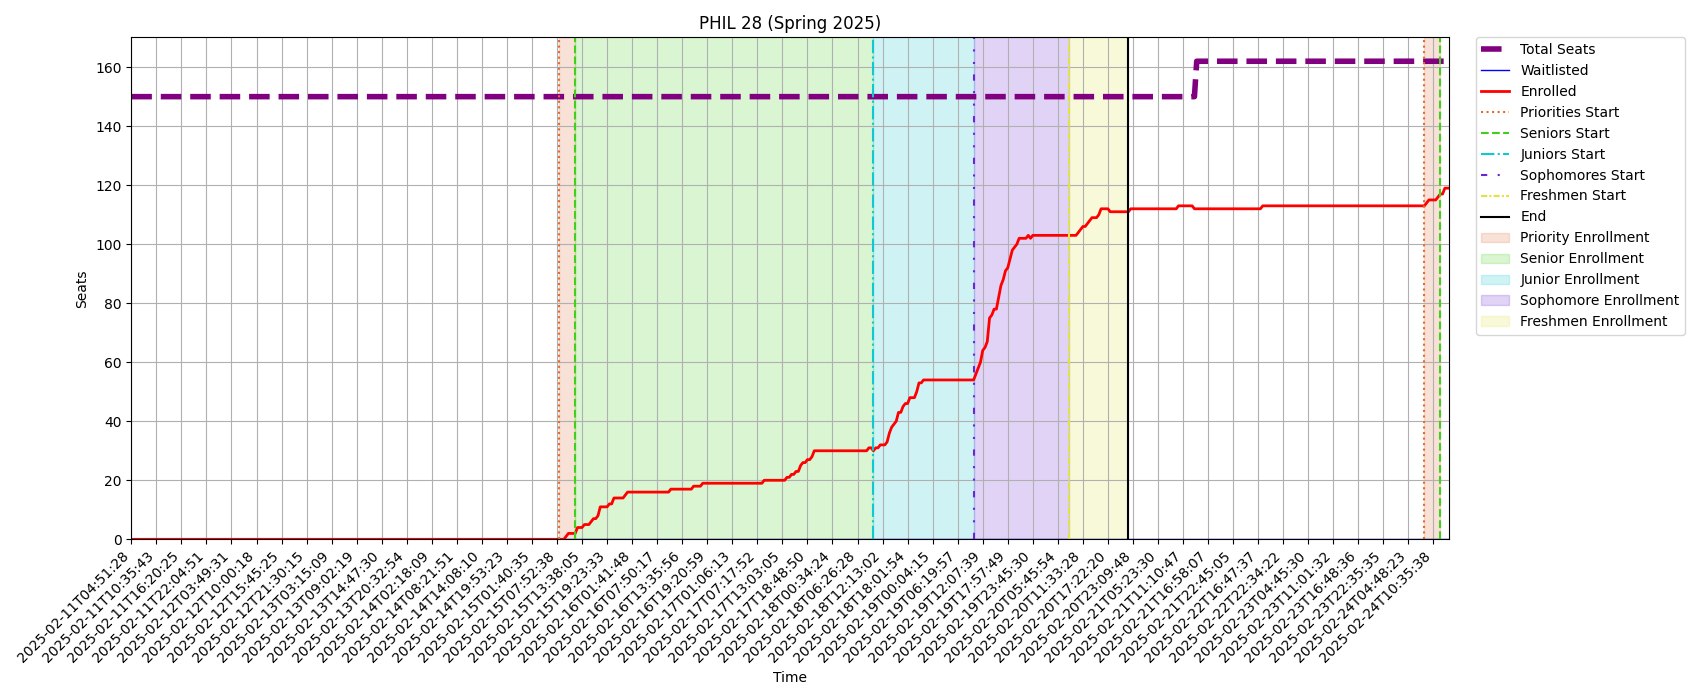 PHIL 28 (Spring 2025)
Seats
160
140
120
100
80
60
40
20
0
2025-02-11T04:51:28
2025-02-11T10:35:43
2025-02-11T16:20:25
2025-02-11T22:04:51
2025-02-12T03:49:31
2025-02-12T10:00:18
2025-02-12T15:45:25
2025-02-12T21:30:15
2025-02-13T03:15:09
2025-02-13T09:02:19
2025-02-13T14:47:30
2025-02-13T20:32:54
2025-02-14T02:18:09
2025-02-14T08:21:51
2025-02-14T14:08:10
2025-02-14T19:53:23
2025-02-15T01:40:35
2025-02-15T07:52:38
2025-02-15T13:38:05
2025-02-15T19:23:33
2025-02-16T01:41:48
2025-02-16T07:50:17
2025-02-16T13:35:56
2025-02-16T19:20:59
2025-02-17T01:06:13
2025-02-17T07:17:52
2025-02-17T13:03:05
2025-02-17T18:48:50
2025-02-18T00:34:24
2025-02-18T06:26:28
2025-02-18T12:13:02
2025-02-18T18:01:54
2025-02-19T00:04:15
2025-02-19T06:19:57
2025-02-19T12:07:39
2025-02-19T17:57:49
2025-02-19T23:45:30
2025-02-20T05:45:54
2025-02-20T11:33:28
2025-02-20T17:22:20
2025-02-20T23:09:48
2025-02-21T05:23:30
2025-02-21T11:10:47
2025-02-21T16:58:07
2025-02-21T22:45:05
2025-02-22T16:47:37
2025-02-22T22:34:22
2025-02-23T04:45:30
2025-02-23T11:01:32
2025-02-23T16:48:36
2025-02-23T22:35:35
2025-02-24T04:48:23
2025-02-24T10:35:38
Time
Total Seats
Waitlisted
Enrolled
Priorities Start
Seniors Start
Juniors Start
Sophomores Start
Freshmen Start
End
Priority Enrollment
Senior Enrollment
Junior Enrollment
Sophomore Enrollment
Freshmen Enrollment